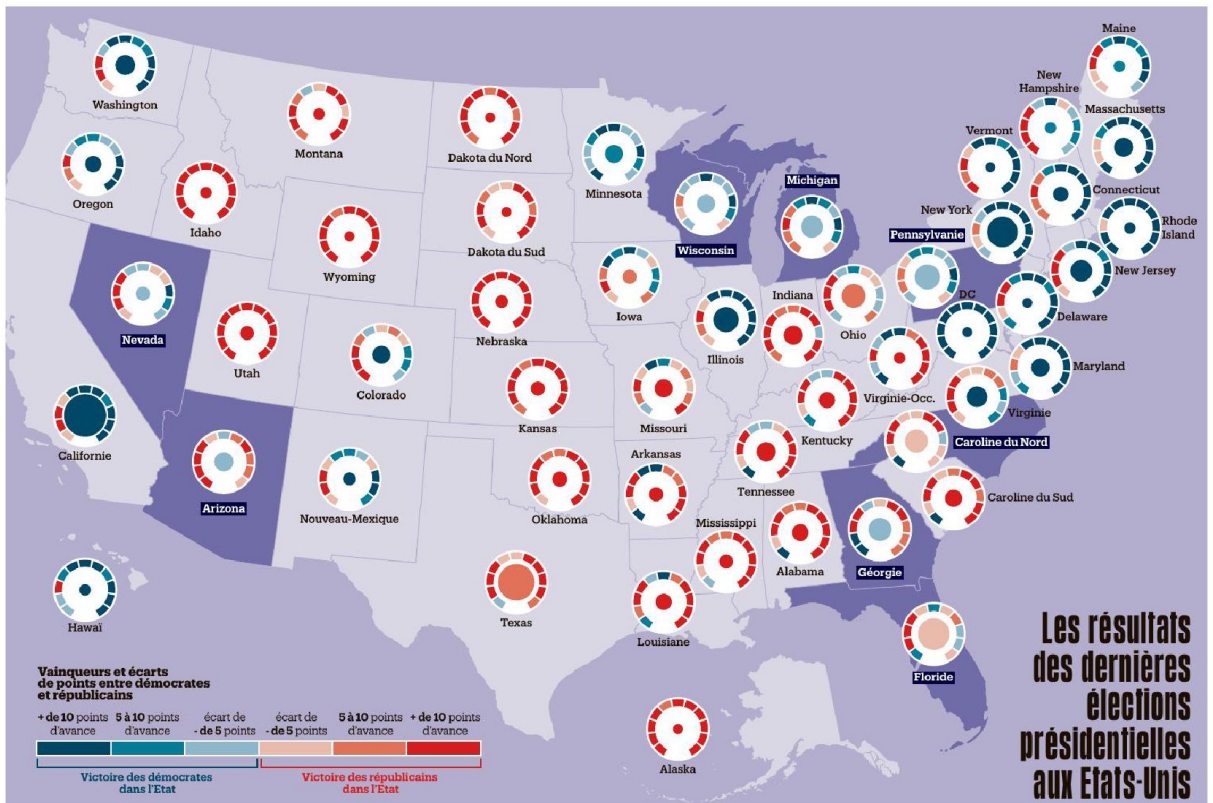 Maine
New
Hampshire
Washington
Massachusetts
Vermont
Montana
Dakota du Nord
Minnesota
Michigan
Oregon
Connecticut
Idaho
New York
Rhode
Island
Dakota du Sud
Wisconsin
Pennsylvanie
Wyoming
New Jersey
Indiana
DC
Iowa
Ohio
Delaware
Nevada
Nebraska
Illinois
Utah
Virginie-Occ.
Maryland
Colorado
Virginie
Kansas
Missouri
Kentucky
Caroline du Nord
Californie
Arkansas
Tennessee
Caroline du Sud
Arizona
Nouveau-Mexique
Oklahoma
Mississippi
Alabama
Géorgie
Texas
Hawaï
Louisiane
Floride
Alaska
Les résultats
des dernières
élections
présidentielles
aux Etats-Unis
Vainqueurs et écarts
de points entre démocrates
et républicains
+ de 10 points
d'avance
5 à 10 points
d'avance
écart de
- de 5 points
écart de
- de 5 points
5 à 10 points
d'avance
+ de 10 points
d'avance
Victoire des démocrates
dans l'Etat
Victoire des républicains
dans l'Etat